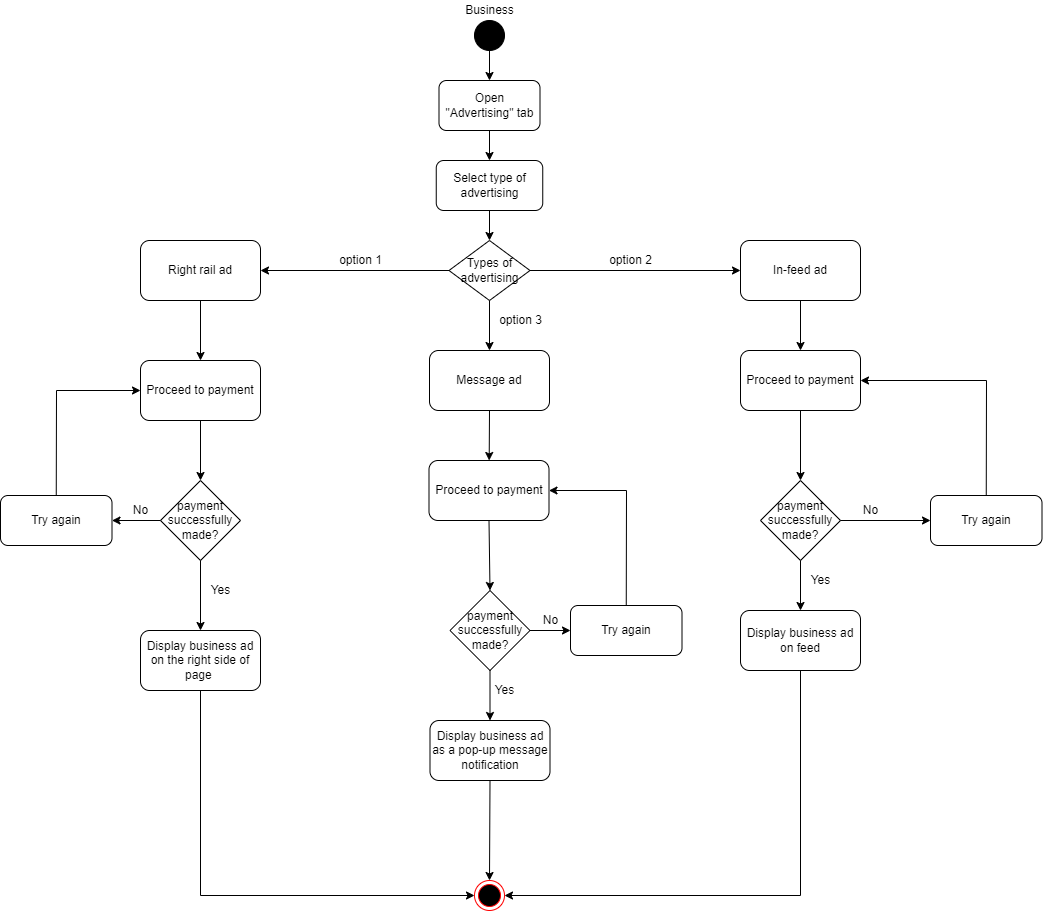 Business
Open
"Advertising" tab
Select type of
advertising
Right rail ad
option 1
Types of
advertising
option 2
In-feed ad
option 3
Proceed to payment
Message ad
Proceed to payment
Proceed to payment
Try again
No
payment
successfully
made?
payment
successfully
made?
No
Try again
Yes
Yes
payment
successfully
made?
No
Try again
Display business ad
on the right side of
page
Display business ad
on feed
Yes
Display business ad
as a pop-up message
notification